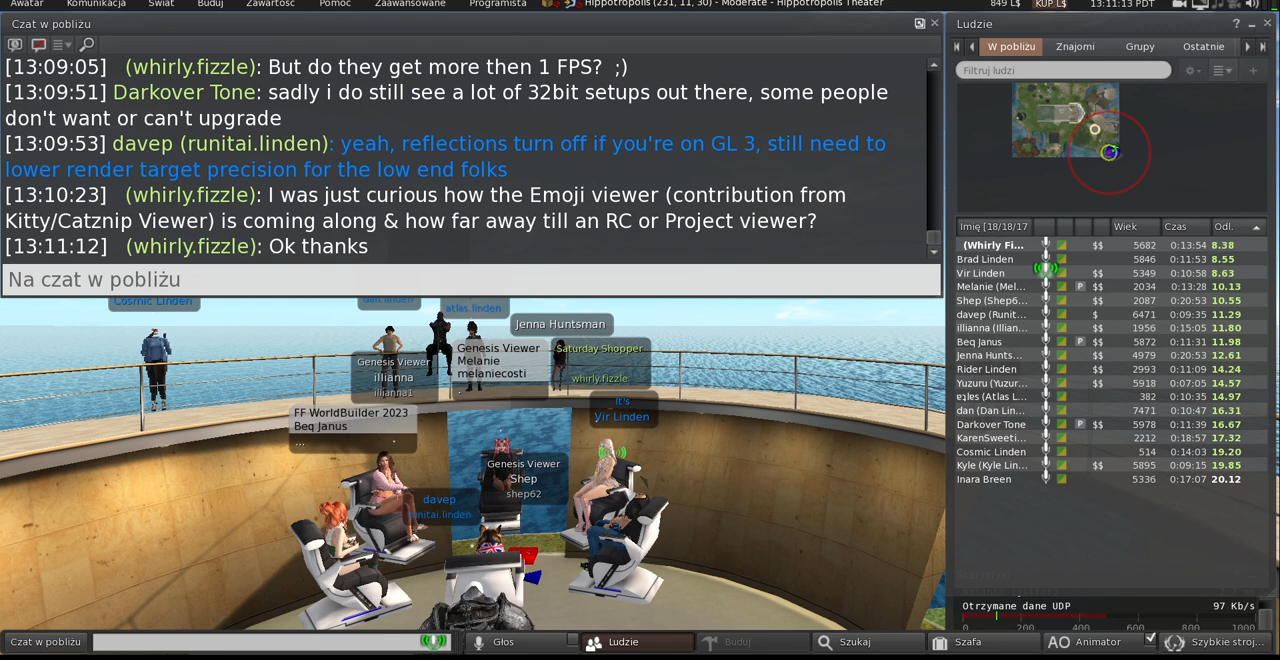 Awatar Komunikacja Świat Buduj Zawartość Pomoc Zaawansowane Programista Hippotropolis (231, 11, 30) - Moderate - Hippotropolis Theater 849 L$ KUP L$ 13:11:13 PDT
Czat w pobliżu
[13:09:05] (whirly.fizzle): But do they get more then 1 FPS? ;)
[13:09:51] Darkover Tone: sadly i do still see a lot of 32bit setups out there, some people
don't want or can't upgrade
[13:09:53] davep (runitai.linden): yeah, reflections turn off if you're on GL 3, still need to
lower render target precision for the low end folks
[13:10:23] (whirly.fizzle): I was just curious how the Emoji viewer (contribution from
Kitty/Catznip Viewer) is coming along & how far away till an RC or Project viewer?
[13:11:12] (whirly.fizzle): Ok thanks
Na czat w pobliżu
Cosmic Linden
dan.linden
atlas.linden
Jenna Huntsman
Genesis Viewer
illianna
illianna1
Genesis Viewer
Melanie
melaniecosti
.
Saturday Shopper
whirly.fizzle
It's
Vir Linden
FF WorldBuilder 2023
Beq Janus
...
Genesis Viewer
Shep
shep62
davep
runitai.linden
Ludzie
? _ ×
W pobliżu Znajomi Grupy Ostatnie
Filtruj ludzi
Imię [18/18/17 Wiek Czas Odl.
(Whirly Fi... $$ 5682 0:13:54 8.38
Brad Linden 5846 0:11:53 8.55
Vir Linden $$ 5349 0:10:58 8.63
Melanie (Mel... P $$ 2034 0:13:28 10.13
Shep (Shep6... $$ 2087 0:20:53 10.55
davep (Runit... $ 6471 0:09:35 11.29
illianna (Illian... $$ 1956 0:15:05 11.80
Beq Janus P $$ 5872 0:11:31 11.98
Jenna Hunts... $$ 4979 0:20:53 12.61
Rider Linden $$ 2993 0:11:09 14.24
Yuzuru (Yuzur... $$ 5918 0:07:05 14.57
(Atlas L... 382 0:10:35 14.97
dan (Dan Lin... 7471 0:10:47 16.31
Darkover Tone P $$ 5978 0:11:39 16.67
KarenSweeti... 2212 0:18:57 17.32
Cosmic Linden 514 0:14:03 19.20
Kyle (Kyle Lin... $$ 5895 0:09:15 19.85
Inara Breen 5336 0:17:07 20.12
Otrzymane dane UDP 97 Kb/s
0 200 400 600 800 1000
Czat w pobliżu Głos Ludzie Buduj Szukaj Szafa AO Animator Szybkie stroj...